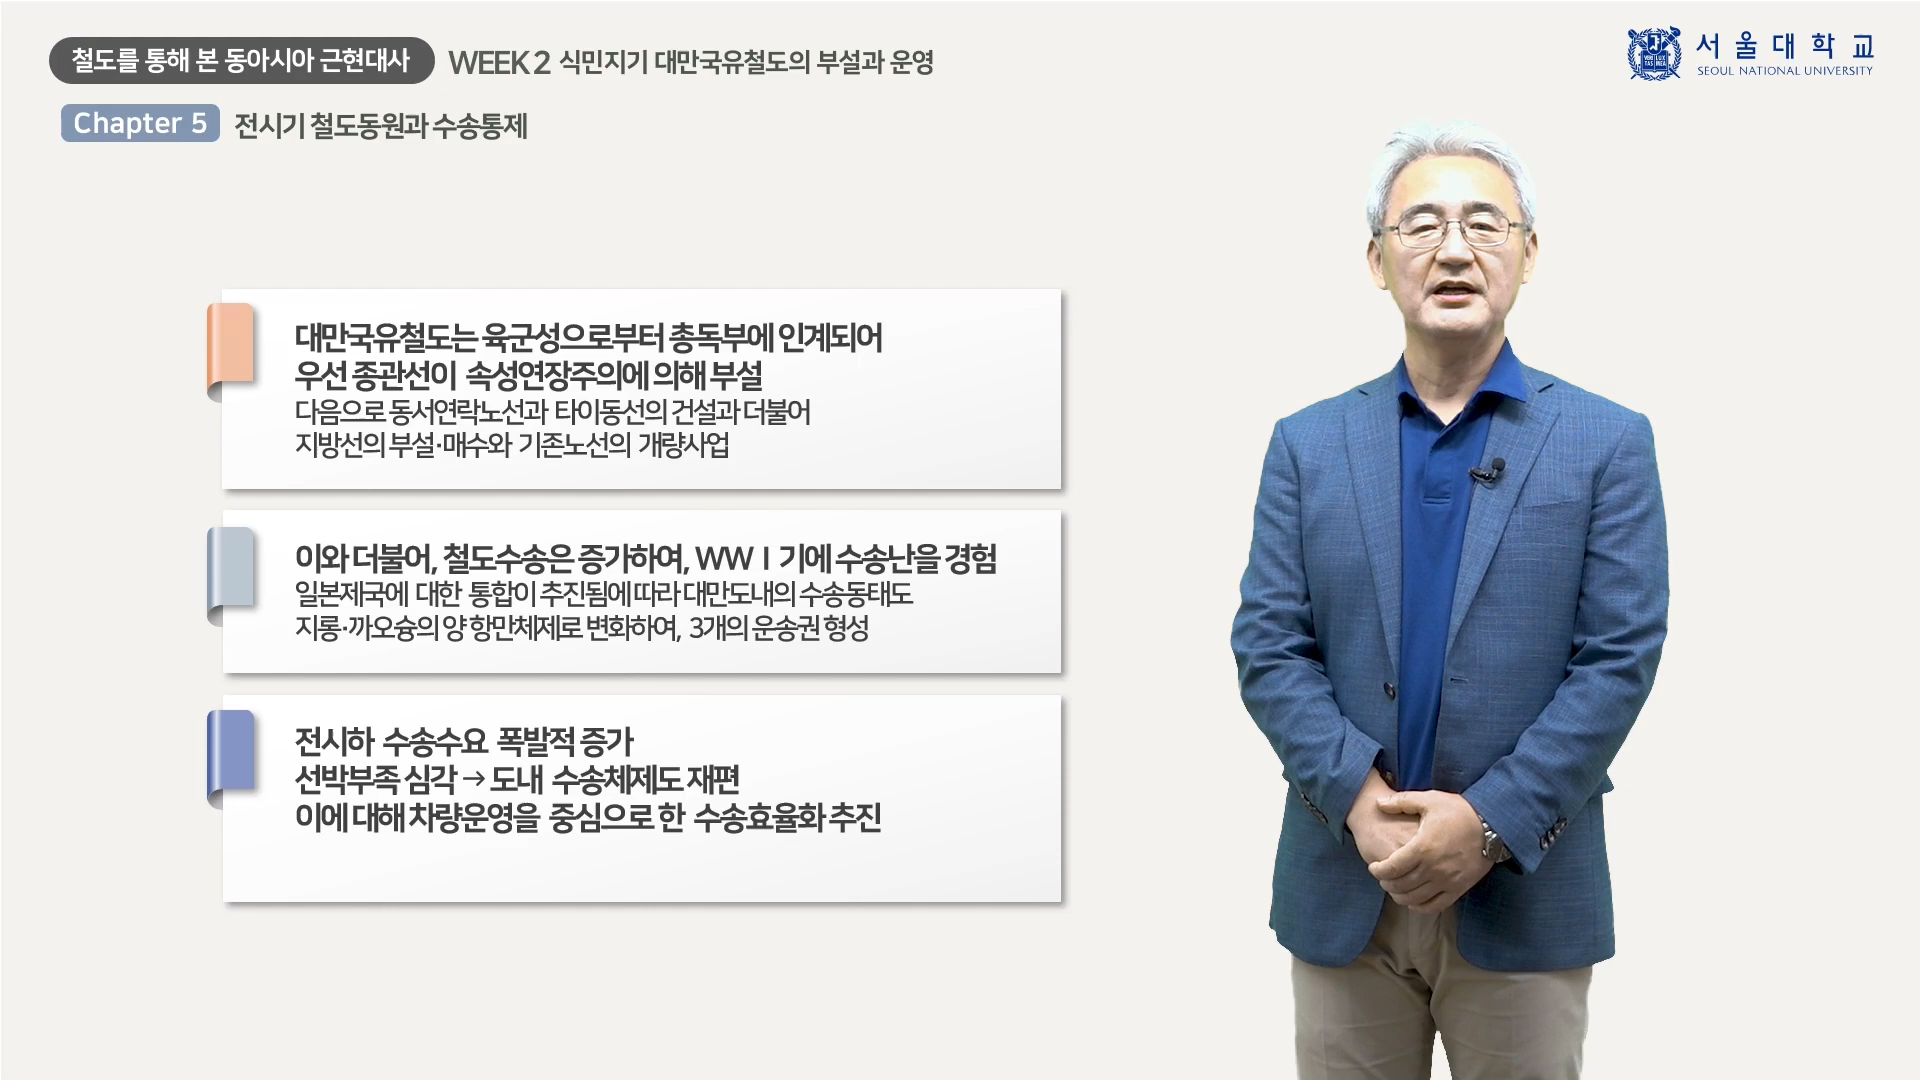 철도를 통해 본 동아시아 근현대사 WEEK 2 식민지기 대만국유철도의 부설과 운영
서울대학교
SEOUL NATIONAL UNIVERSITY
Chapter 5 전시기 철도동원과 수송통제
대만국유철도는 육군성으로부터 총독부에 인계되어
우선 종관선이 속성연장주의에 의해 부설
다음으로 동서연락노선과 타이동선의 건설과 더불어
지방선의 부설·매수와 기존노선의 개량사업
이와 더불어, 철도수송은 증가하여, WWⅠ기에 수송난을 경험
일본제국에 대한 통합이 추진됨에 따라 대만도내의 수송동태도
지롱·까오슝의 양 항만체제로 변화하여, 3개의 운송권 형성
전시하 수송수요 폭발적 증가
선박부족 심각 → 도내 수송체제도 재편
이에 대해 차량운영을 중심으로 한 수송효율화 추진